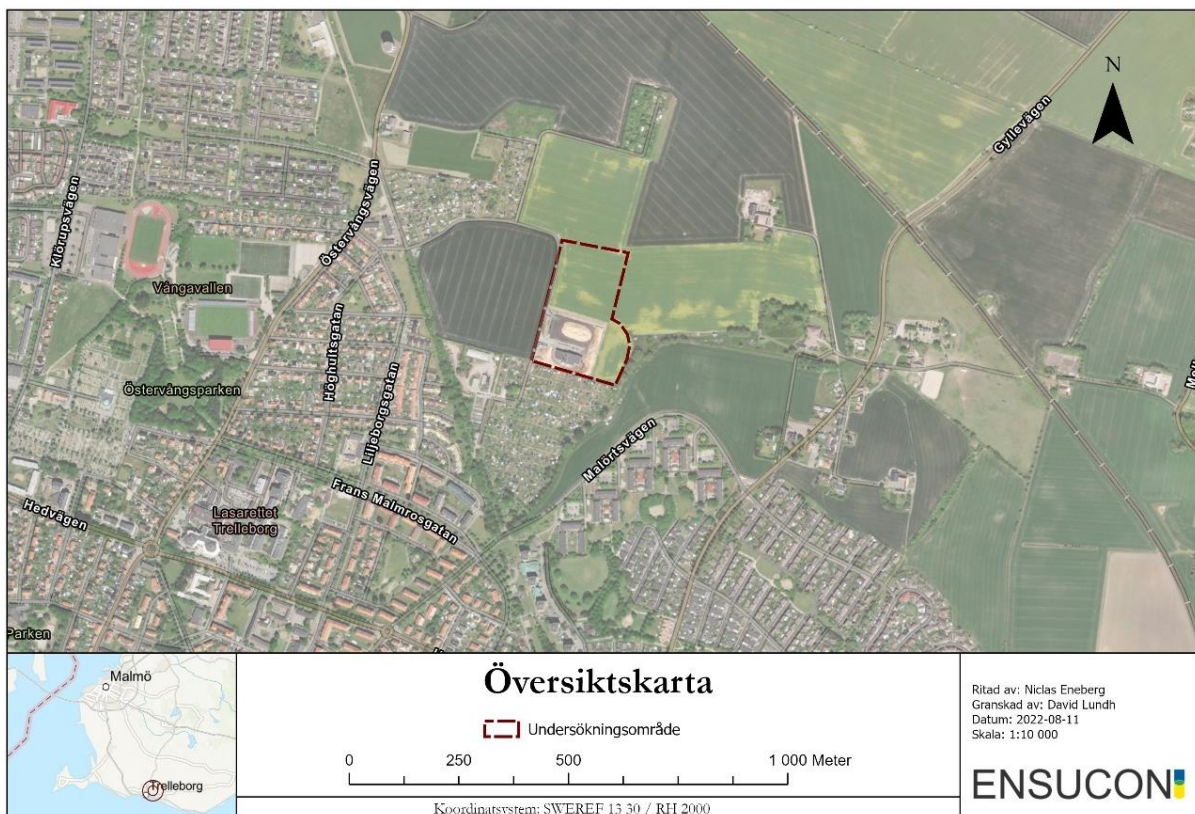 N
Gyllevägen
Klörupsvägen
Östervångsvägen
Vångavallen
Höghultsgatan
Östervångsparken
Liljeborgsgatan
Malörtsvägen
Frans Malmrosgatan
Hedvägen
Lasarettet
Trelleborg
Parken
Malmö
Trelleborg
Översiktskarta
Undersökningsområde
0 250 500 1 000 Meter
Koordinatsystem: SWEREF 13 30 / RH 2000
Ritad av: Niclas Eneberg
Granskad av: David Lundh
Datum: 2022-08-11
Skala: 1:10 000
ENSUCON